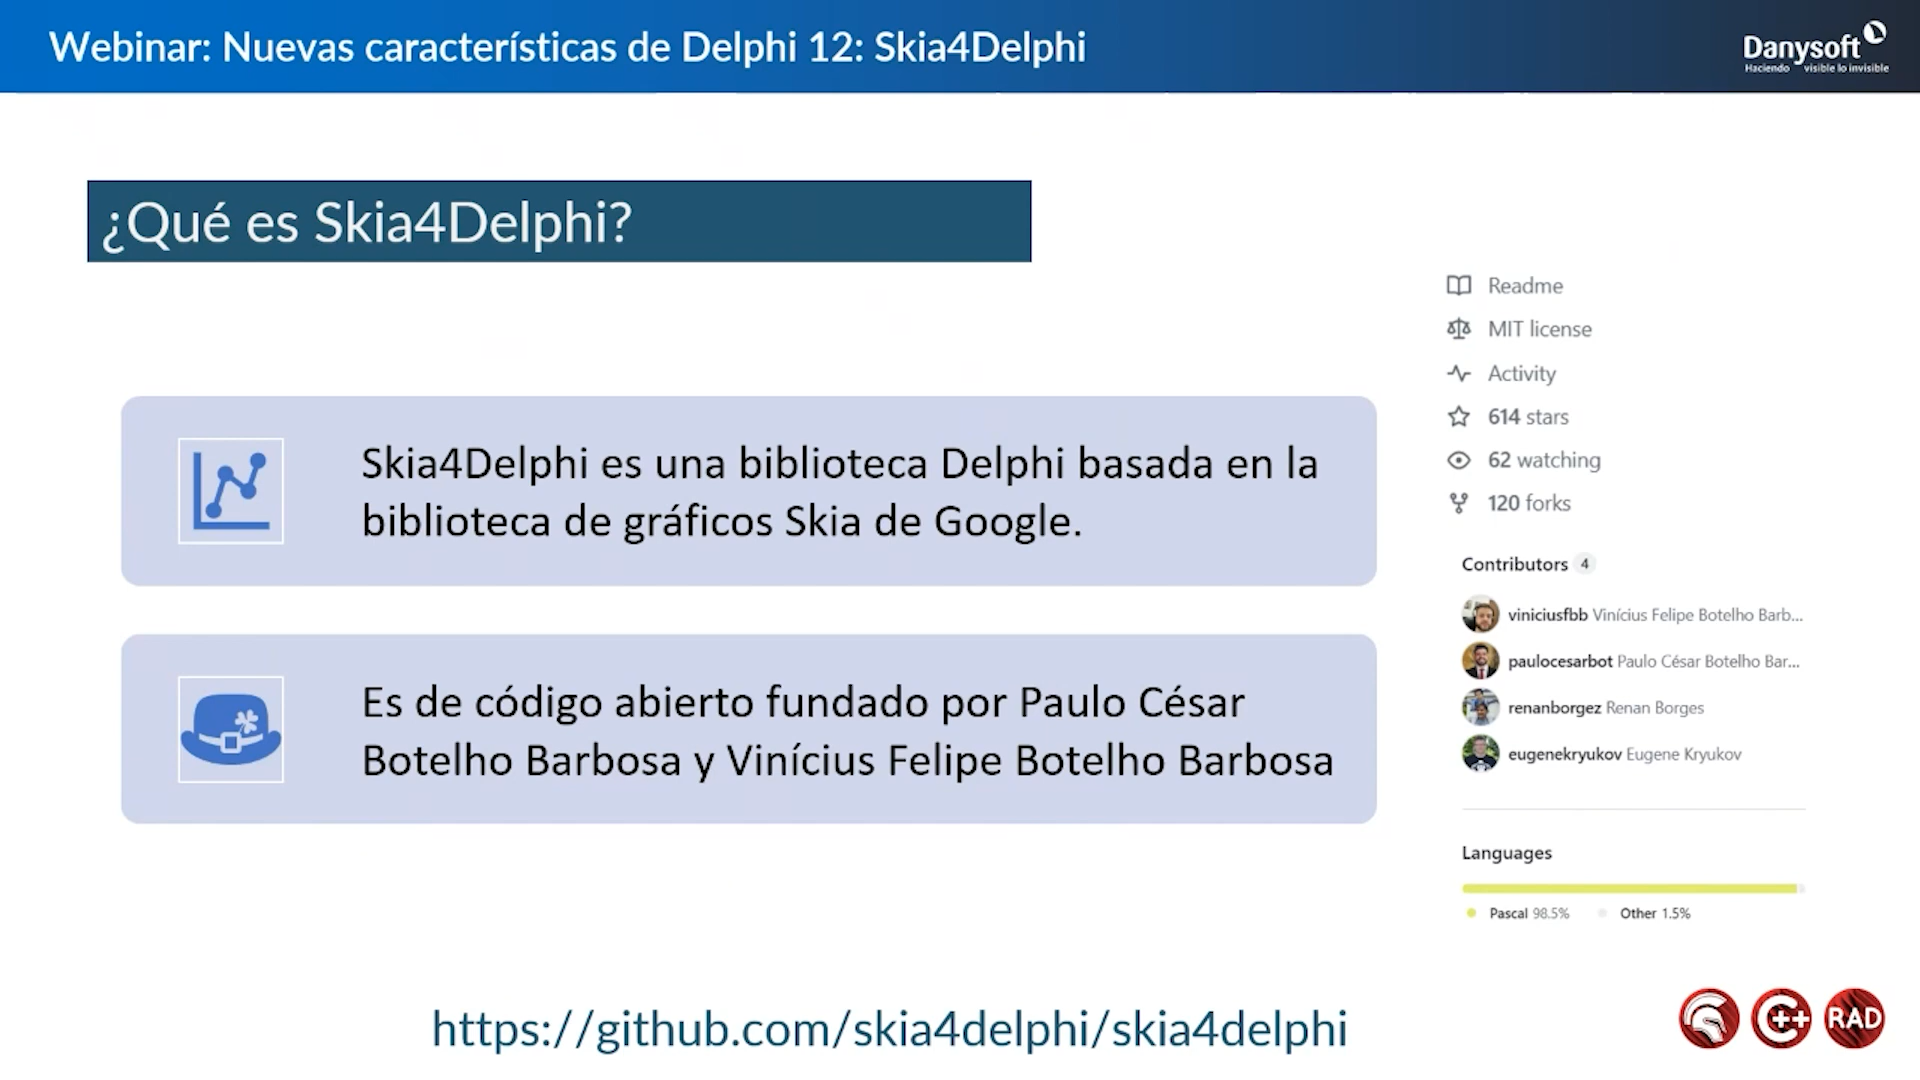 Webinar: Nuevas características de Delphi 12: Skia4Delphi
Danysoft
Haciendo visible lo invisible
¿Qué es Skia4Delphi?
Skia4Delphi es una biblioteca Delphi basada en la
biblioteca de gráficos Skia de Google.
Es de código abierto fundado por Paulo César
Botelho Barbosa y Vinícius Felipe Botelho Barbosa
Readme
MIT license
Activity
614 stars
62 watching
120 forks
Contributors 4
viniciusfbb Vinícius Felipe Botelho Barb...
paulocesarbot Paulo César Botelho Bar...
renanborgez Renan Borges
eugenekryukov Eugene Kryukov
Languages
Pascal 98.5% Other 1.5%
https://github.com/skia4delphi/skia4delphi
C++ RAD